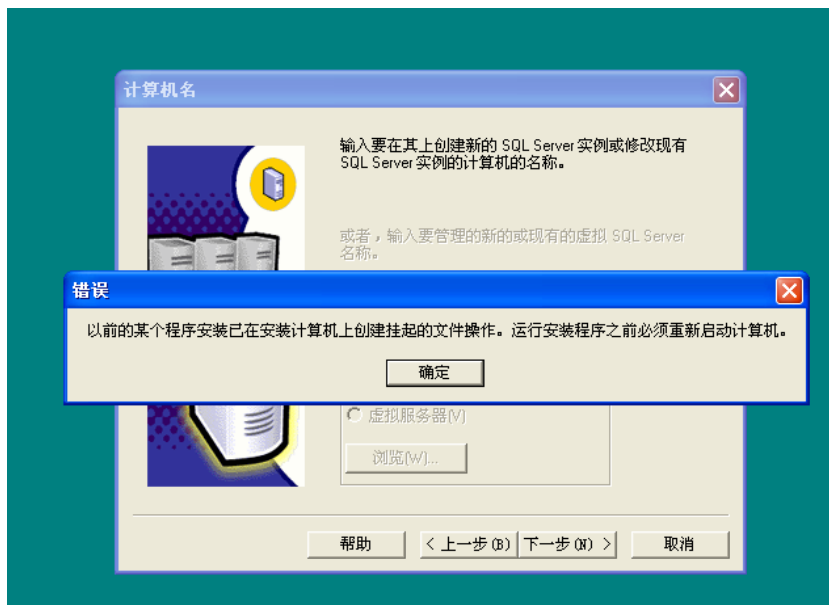 计算机名
输入要在其上创建新的 SQL Server 实例或修改现有
SQL Server 实例的计算机的名称。
或者，输入要管理的新的或现有的虚拟 SQL Server
名称。
错误
以前的某个程序安装已在安装计算机上创建挂起的文件操作。运行安装程序之前必须重新启动计算机。
确定
虚拟服务器(V)
浏览(W)...
帮助
< 上一步(B)
下一步(N) >
取消